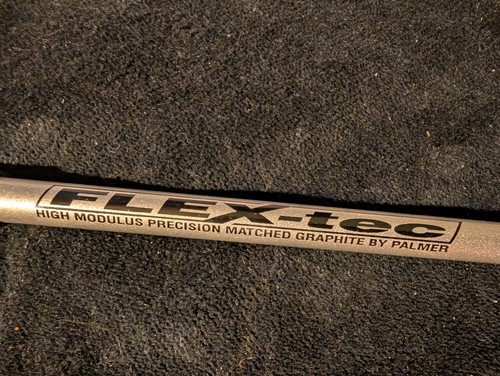 FLEX-tec
HIGH MODULUS PRECISION MATCHED GRAPHITE BY PALMER